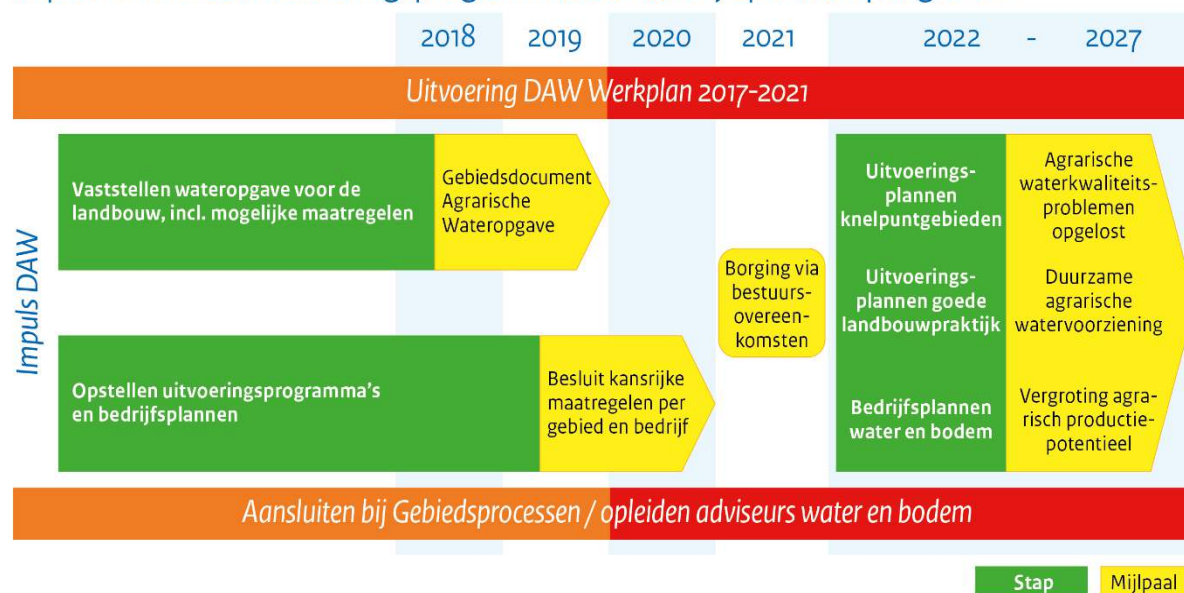 2018 2019 2020 2021 2022 - 2027
Uitvoering DAW Werkplan 2017-2021
Impuls DAW
Vaststellen wateropgave voor de
landbouw, incl. mogelijke maatregelen
Gebiedsdocument
Agrarische
Wateropgave
Opstellen uitvoeringsprogramma's
en bedrijfsplannen
Besluit kansrijke
maatregelen per
gebied en bedrijf
Borging via
bestuurs-
overeen-
komsten
Uitvoerings-
plannen
knelpuntgebieden
Uitvoerings-
plannen goede
landbouwpraktijk
Bedrijfsplannen
water en bodem
Agrarische
waterkwaliteits-
problemen
opgelost
Duurzame
agrarische
watervoorziening
Vergroting agra-
risch productie-
potentieel
Aansluiten bij Gebiedsprocessen / opleiden adviseurs water en bodem
Stap
Mijlpaal